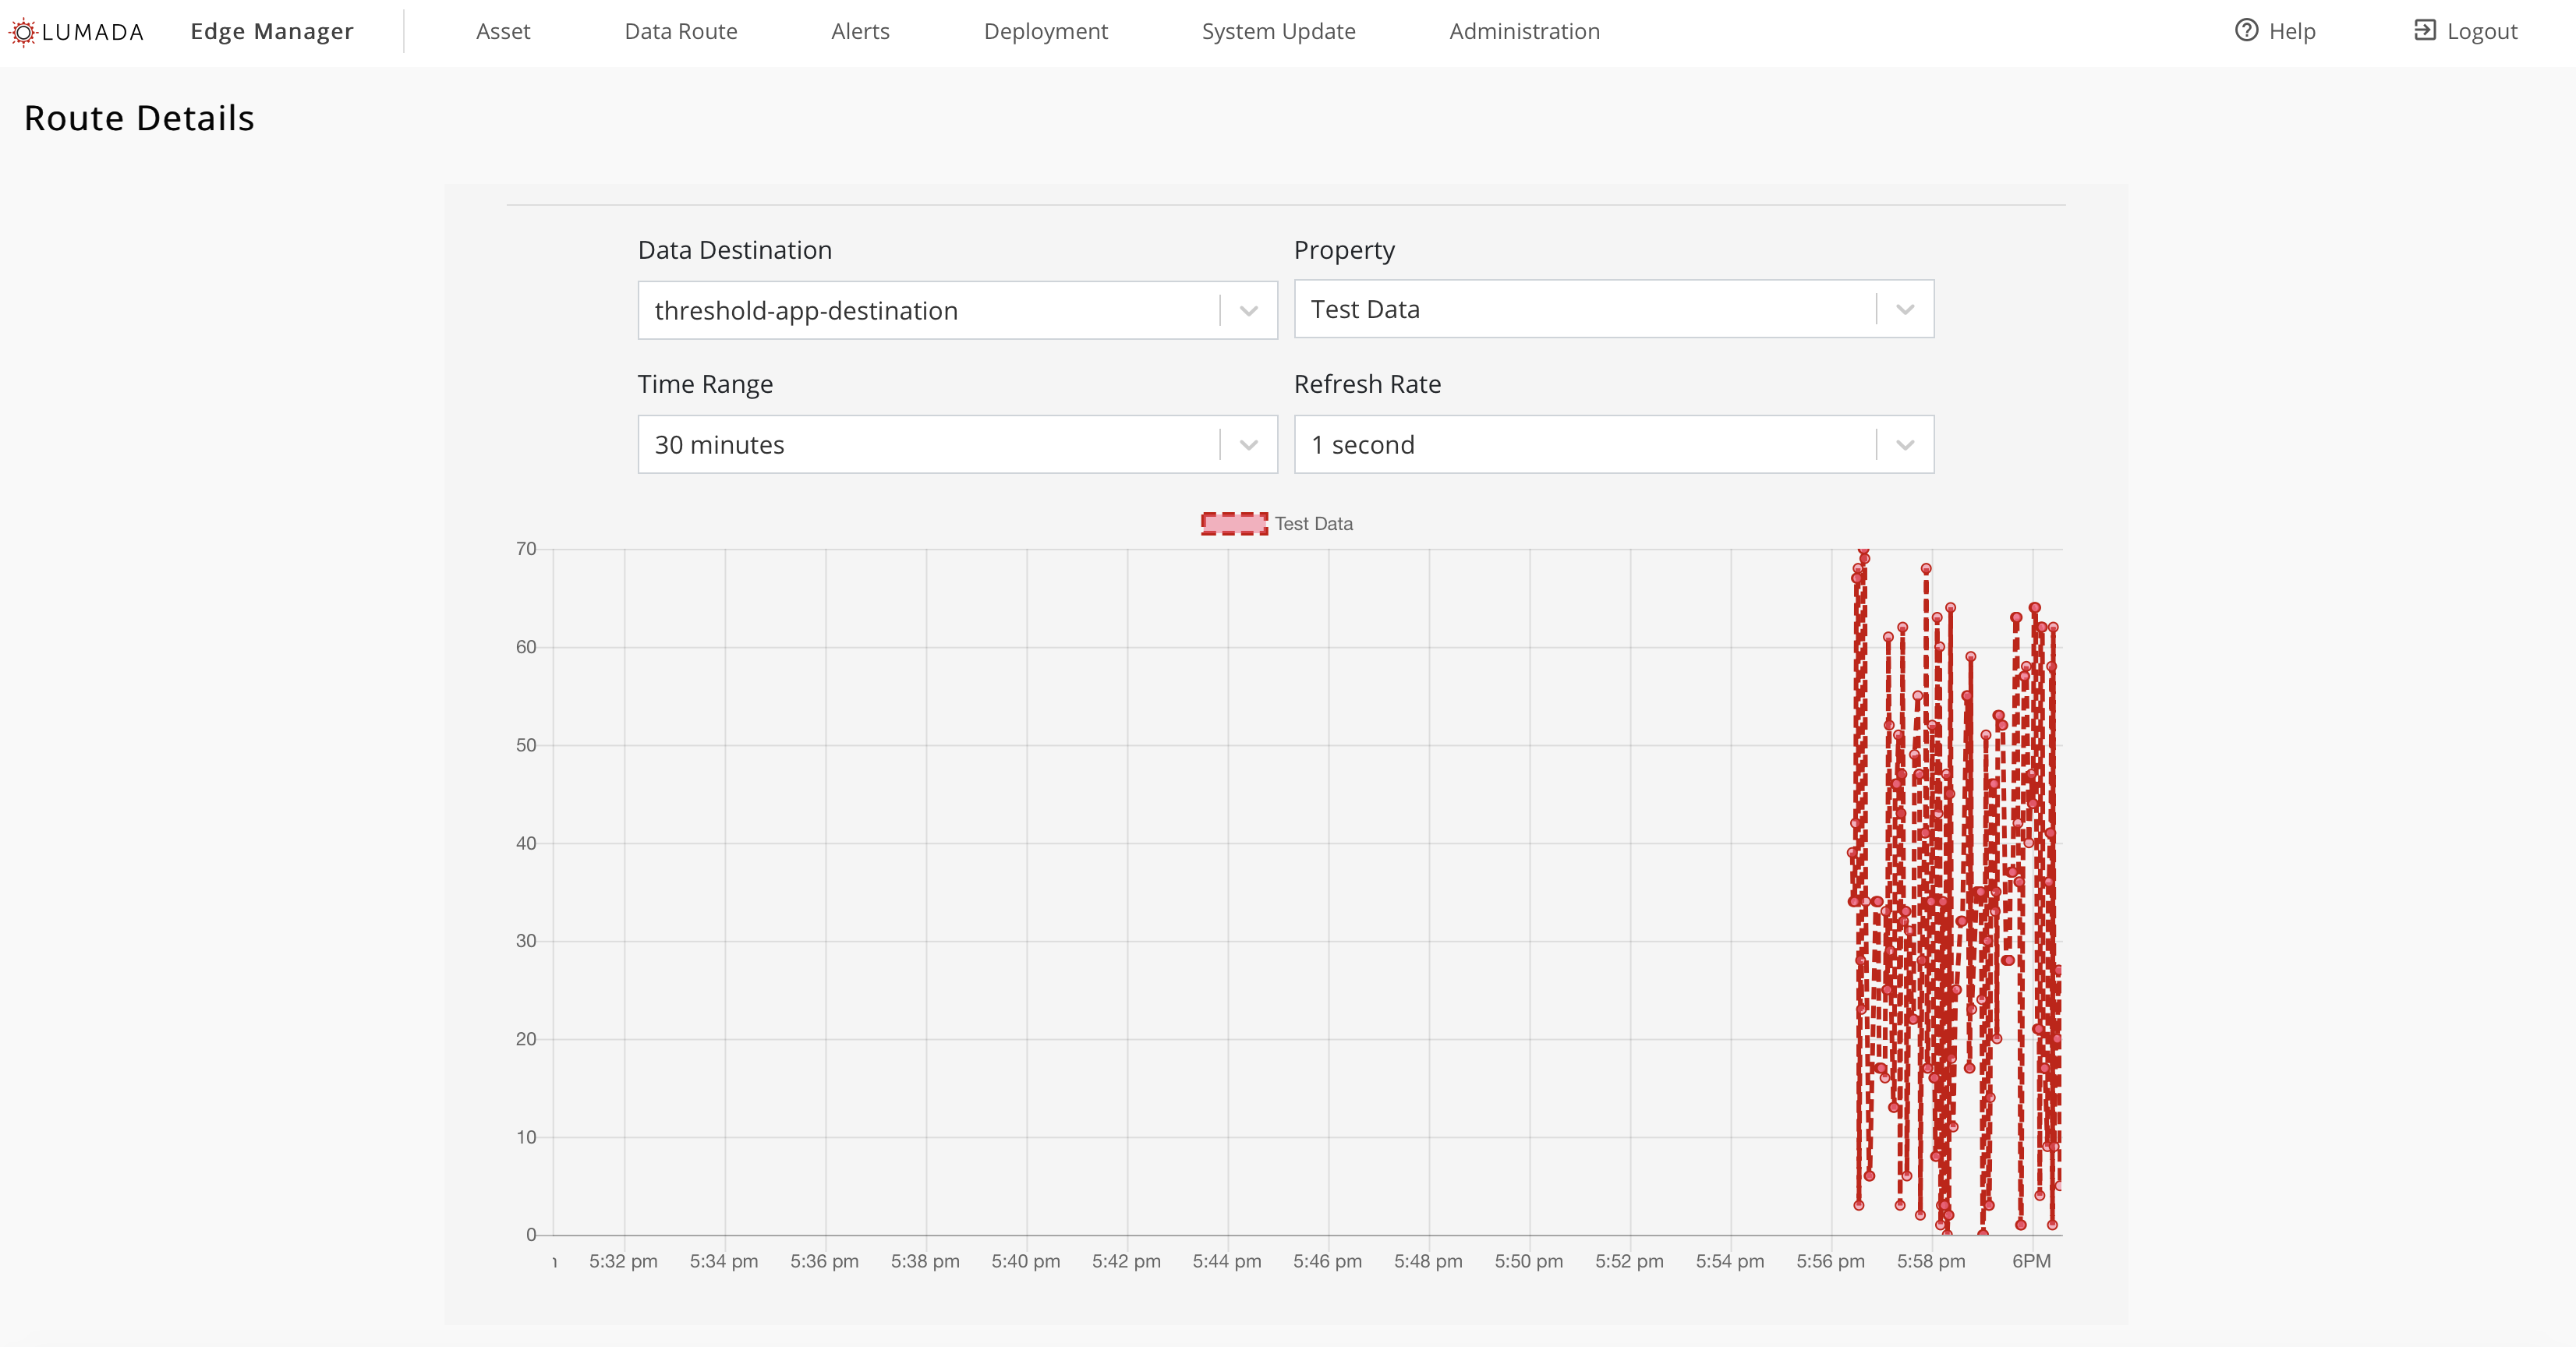 LUMADA Edge Manager Asset Data Route Alerts Deployment System Update Administration Help Logout
Route Details
Data Destination Property
threshold-app-destination Test Data
Time Range Refresh Rate
30 minutes 1 second
Test Data
70
60
50
40
30
20
10
0
5:32 pm 5:34 pm 5:36 pm 5:38 pm 5:40 pm 5:42 pm 5:44 pm 5:46 pm 5:48 pm 5:50 pm 5:52 pm 5:54 pm 5:56 pm 5:58 pm 6PM